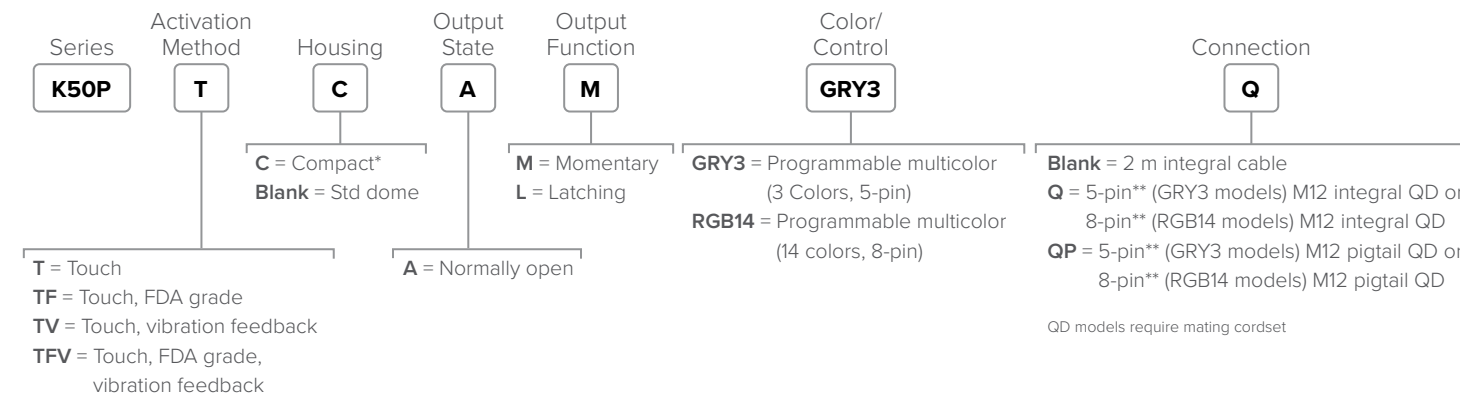 Series
Activation
Method
Housing
Output
State
Output
Function
Color/
Control
Connection
K50P
T
C
A
M
GRY3
Q
C = Compact*
Blank = Std dome
M = Momentary
L = Latching
GRY3 = Programmable multicolor
(3 Colors, 5-pin)
RGB14 = Programmable multicolor
(14 colors, 8-pin)
Blank = 2 m integral cable
Q = 5-pin** (GRY3 models) M12 integral QD or
8-pin** (RGB14 models) M12 integral QD
QP = 5-pin** (GRY3 models) M12 pigtail QD or
8-pin** (RGB14 models) M12 pigtail QD
QD models require mating cordset
T = Touch
TF = Touch, FDA grade
TV = Touch, vibration feedback
TFV = Touch, FDA grade,
vibration feedback
A = Normally open